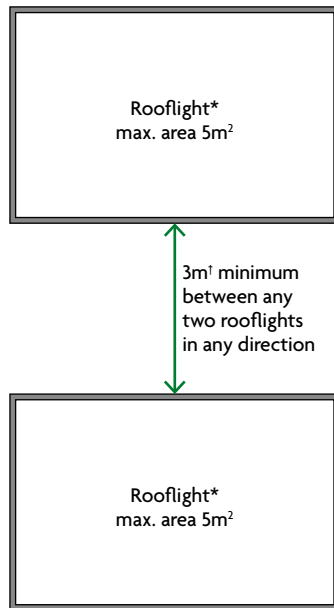 Rooflight*
max. area 5m²
3m† minimum
between any
two rooflights
in any direction
Rooflight*
max. area 5m²